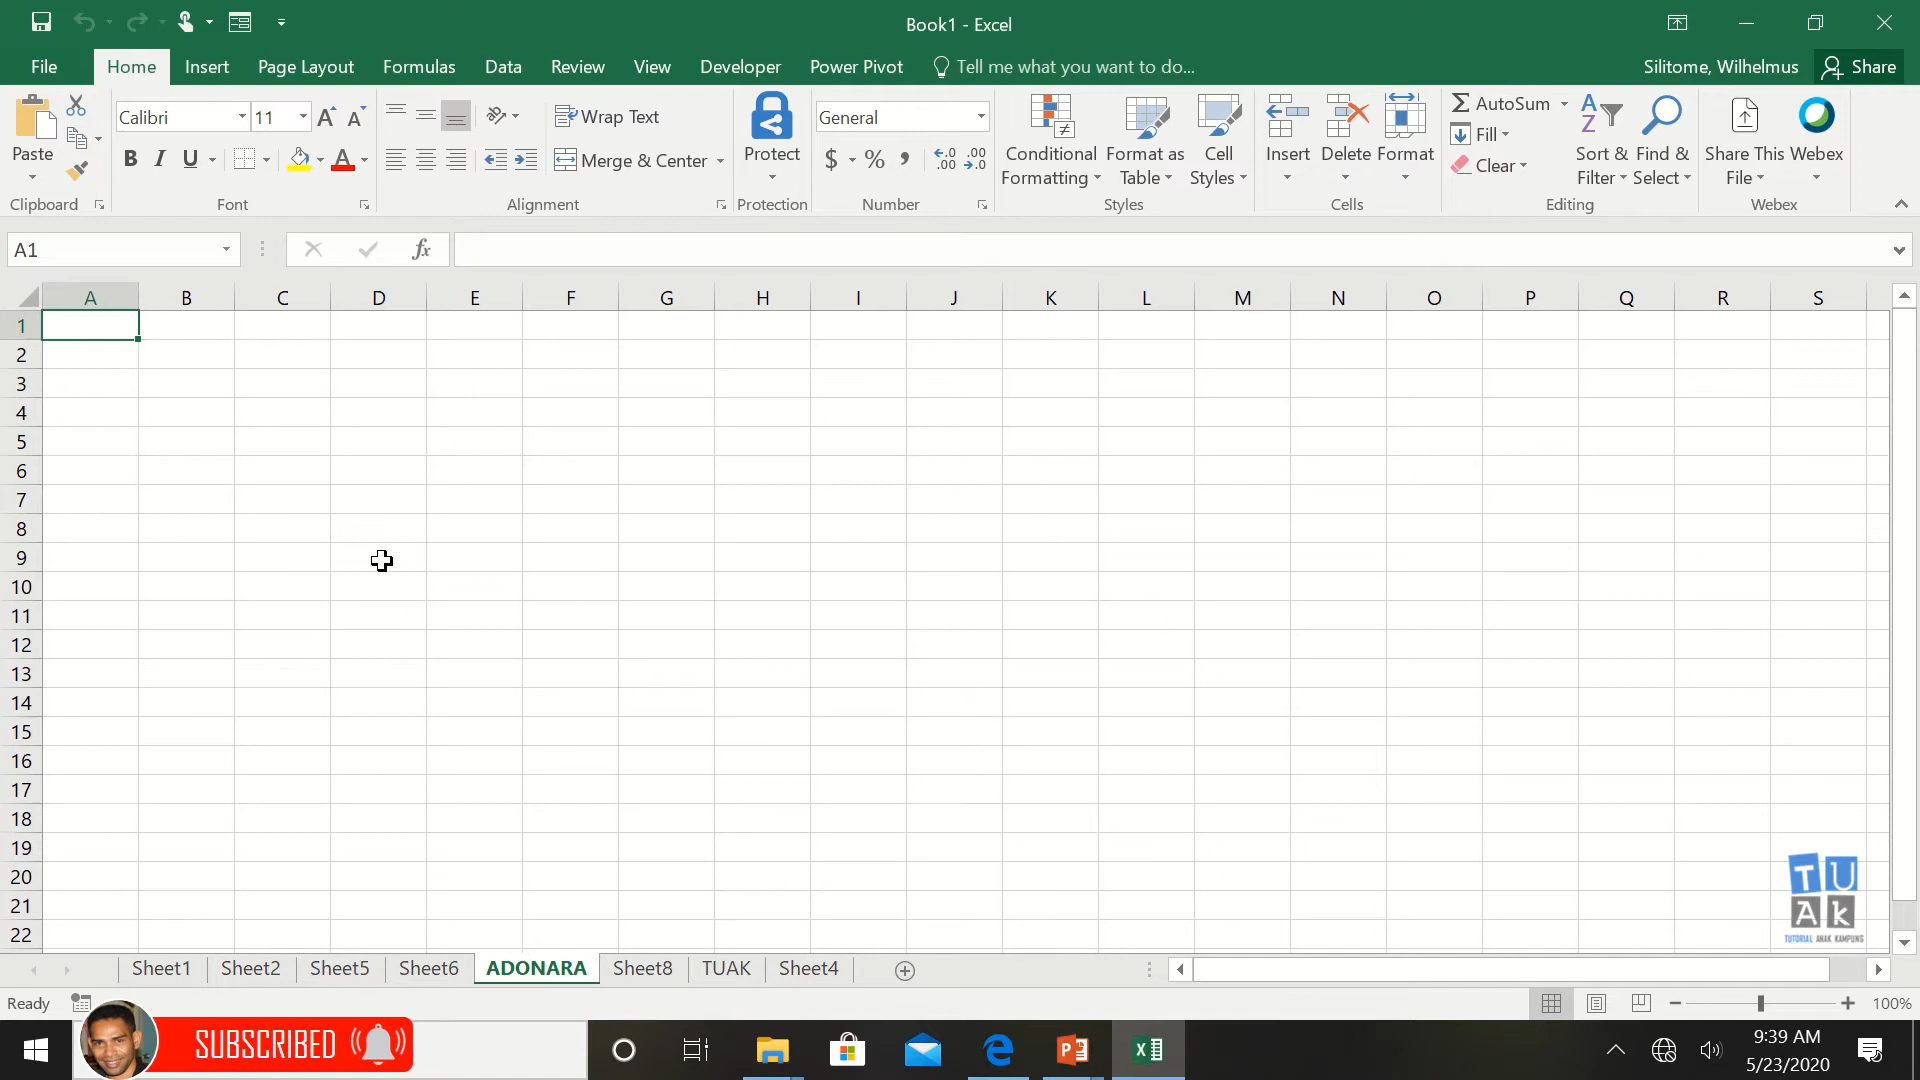 Book1 - Excel
File Home Insert Page Layout Formulas Data Review View Developer Power Pivot Tell me what you want to do... Silitome, Wilhelmus Share
Paste
Clipboard
Calibri 11
B I U A
Font
Wrap Text
Merge & Center
Alignment
Protect
Protection
General
$ % ,
Number
Conditional Formatting
Format as Table
Cell Styles
Styles
Insert Delete Format
Cells
AutoSum
Fill
Clear
Sort & Filter
Find & Select
Editing
Share This File
Webex
Webex
A1 fx
A B C D E F G H I J K L M N O P Q R S
1
2
3
4
5
6
7
8
9
10
11
12
13
14
15
16
17
18
19
20
21
22
TUAk
TUTORIAL ANAK KAMPUNG
Sheet1 Sheet2 Sheet5 Sheet6 ADONARA Sheet8 TUAK Sheet4
Ready 100%
SUBSCRIBED
9:39 AM
5/23/2020